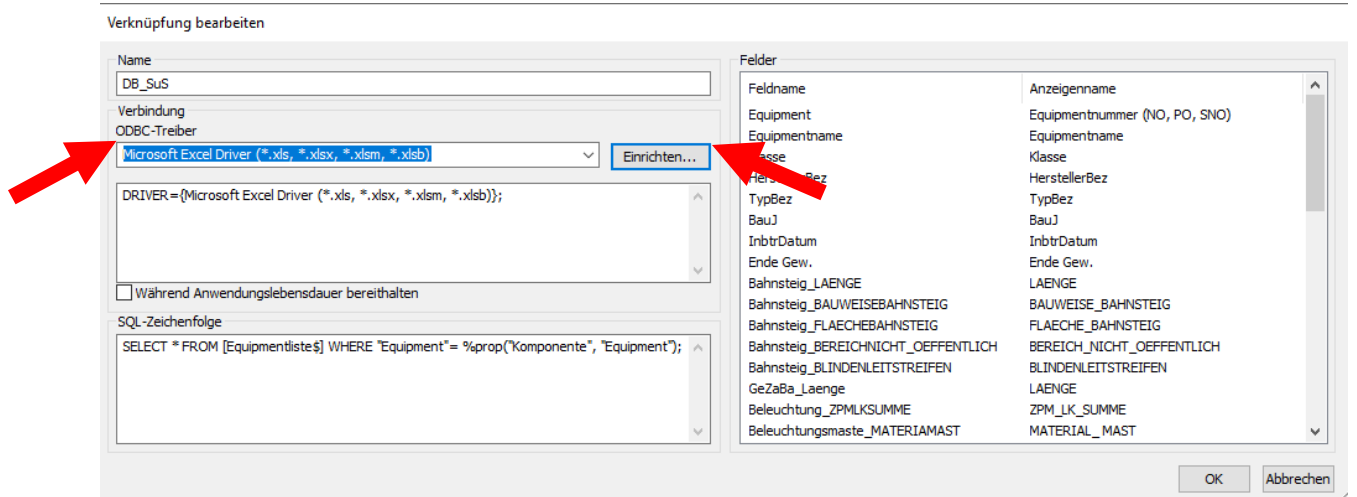 Verknüpfung bearbeiten
Name
DB_SuS
Verbindung
ODBC-Treiber
Microsoft Excel Driver (*.xls, *.xlsx, *.xlsm, *.xlsb)
Einrichten...
DRIVER={Microsoft Excel Driver (*.xls, *.xlsx, *.xlsm, *.xlsb)};
Während Anwendungslebensdauer bereithalten
SQL-Zeichenfolge
SELECT * FROM [Equipmentliste$] WHERE "Equipment"= %prop("Komponente", "Equipment");
Felder
Feldname Anzeigenname
Equipment Equipmentnummer (NO, PO, SNO)
Equipmentname Equipmentname
Klasse
HerstellerBez
TypBez TypBez
BauJ BauJ
InbtrDatum InbtrDatum
Ende Gew. Ende Gew.
Bahnsteig_LAENGE LAENGE
Bahnsteig_BAUWEISEBAHNSTEIG BAUWEISE_BAHNSTEIG
Bahnsteig_FLAECHEBAHNSTEIG FLAECHE_BAHNSTEIG
Bahnsteig_BEREICHNICHT_OEFFENTLICH BEREICH_NICHT_OEFFENTLICH
Bahnsteig_BLINDENLEITSTREIFEN BLINDENLEITSTREIFEN
GeZaBa_Laenge LAENGE
Beleuchtung_ZPMLKSUMME ZPM_LK_SUMME
Beleuchtungsmaste_MATERIAMAST MATERIAL_MAST
OK Abbrechen